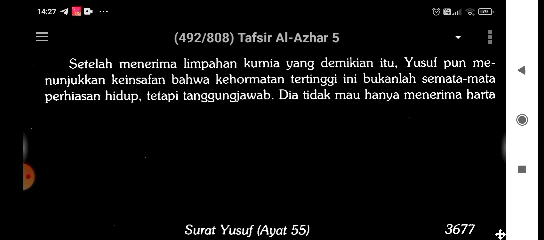 14:27
(492/808) Tafsir Al-Azhar 5
Setelah menerima limpahan kurnia yang demikian itu, Yusuf pun me-
nunjukkan keinsafan bahwa kehormatan tertinggi ini bukanlah semata-mata
perhiasan hidup, tetapi tanggungjawab. Dia tidak mau hanya menerima harta
Surat Yusuf (Ayat 55) 3677